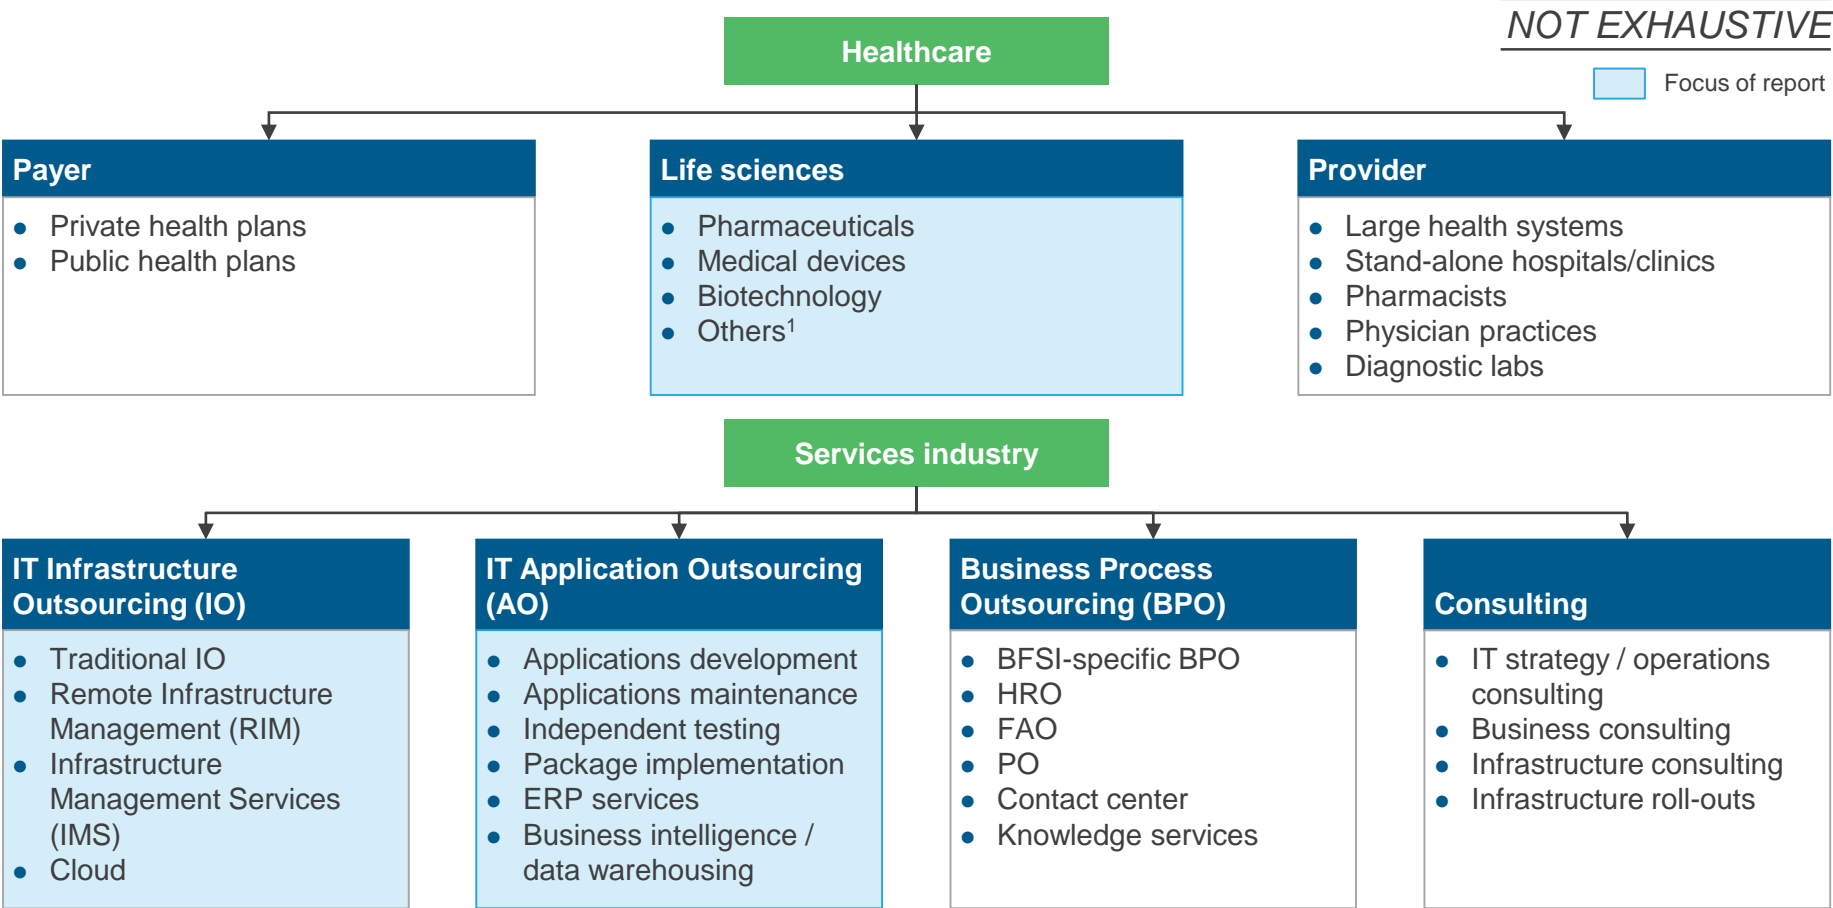 NOT EXHAUSTIVE
Healthcare
Focus of report
Payer
Private health plans
Public health plans
Life sciences
Pharmaceuticals
Medical devices
Biotechnology
Others¹
Provider
Large health systems
Stand-alone hospitals/clinics
Pharmacists
Physician practices
Diagnostic labs
Services industry
IT Infrastructure
Outsourcing (IO)
Traditional IO
Remote Infrastructure
Management (RIM)
Infrastructure
Management Services
(IMS)
Cloud
IT Application Outsourcing
(AO)
Applications development
Applications maintenance
Independent testing
Package implementation
ERP services
Business intelligence /
data warehousing
Business Process
Outsourcing (BPO)
BFSI-specific BPO
HRO
FAO
PO
Contact center
Knowledge services
Consulting
IT strategy / operations
consulting
Business consulting
Infrastructure consulting
Infrastructure roll-outs